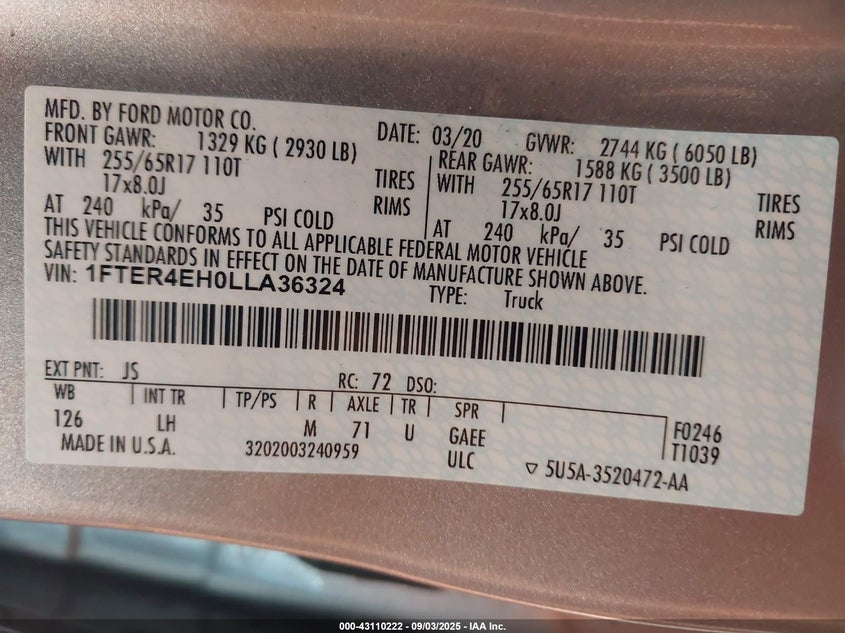 MFD. BY FORD MOTOR CO.
DATE: 03/20 GVWR: 2744 KG ( 6050 LB)
FRONT GAWR: 1329 KG ( 2930 LB)
WITH 255/65R17 110T TIRES
17x8.0J RIMS
AT 240 kPa/ 35 PSI COLD
REAR GAWR: 1588 KG ( 3500 LB)
WITH 255/65R17 110T TIRES
17x8.0J RIMS
AT 240 kPa/ 35 PSI COLD
THIS VEHICLE CONFORMS TO ALL APPLICABLE FEDERAL MOTOR VEHICLE
SAFETY STANDARDS IN EFFECT ON THE DATE OF MANUFACTURE SHOWN ABOVE.
VIN: 1FTER4EH0LLA36324 TYPE: Truck
EXT PNT: JS RC: 72 DSO:
WB INT TR TP/PS R AXLE TR SPR
126 LH M 71 U GAEE F0246
ULC T1039
MADE IN U.S.A. 3202003240959 ▽ 5U5A-3520472-AA
000-43110222 - 09/03/2025 - IAA Inc.